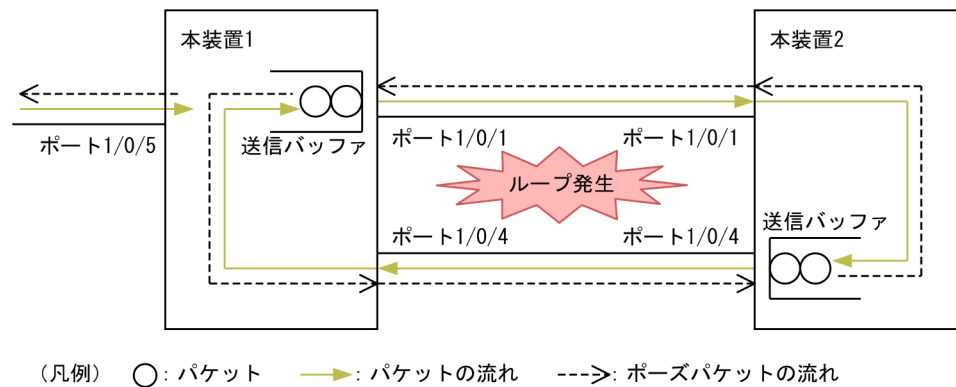 本装置1
本装置2
ポート1/0/5
送信バッファ
ポート1/0/1
ポート1/0/1
ループ発生
ポート1/0/4
ポート1/0/4
送信バッファ
（凡例） ○：パケット →：パケットの流れ ---->：ポーズパケットの流れ